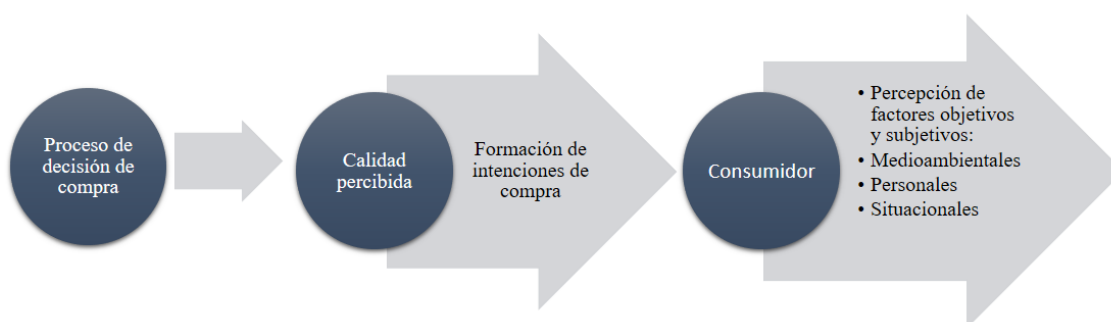 Proceso de
decisión de
compra
Calidad
percibida
Formación de
intenciones de
compra
Consumidor
• Percepción de
factores objetivos
y subjetivos:
• Medioambientales
• Personales
• Situacionales